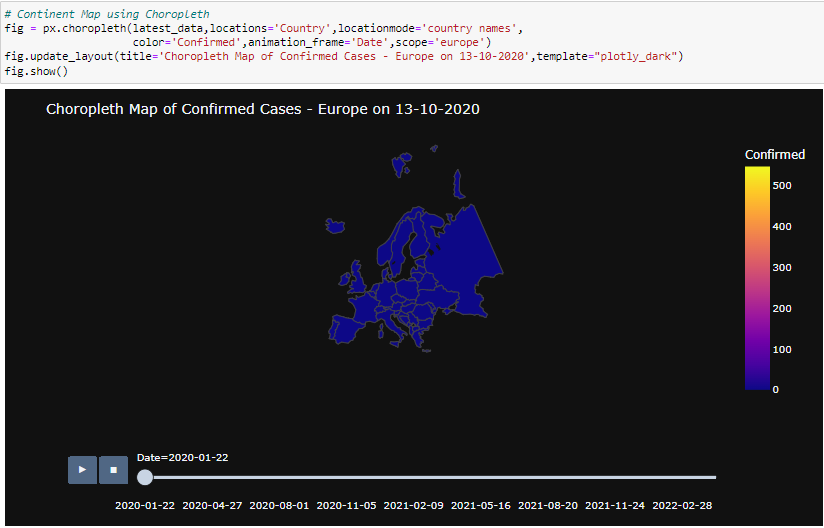 # Continent Map using Choropleth
fig = px.choropleth(latest_data,locations='Country',locationmode='country names',
color='Confirmed',animation_frame='Date',scope='europe')
fig.update_layout(title='Choropleth Map of Confirmed Cases - Europe on 13-10-2020',template="plotly_dark")
fig.show()
Choropleth Map of Confirmed Cases - Europe on 13-10-2020
Confirmed
500
400
300
200
100
0
Date=2020-01-22
2020-01-22 2020-04-27 2020-08-01 2020-11-05 2021-02-09 2021-05-16 2021-08-20 2021-11-24 2022-02-28